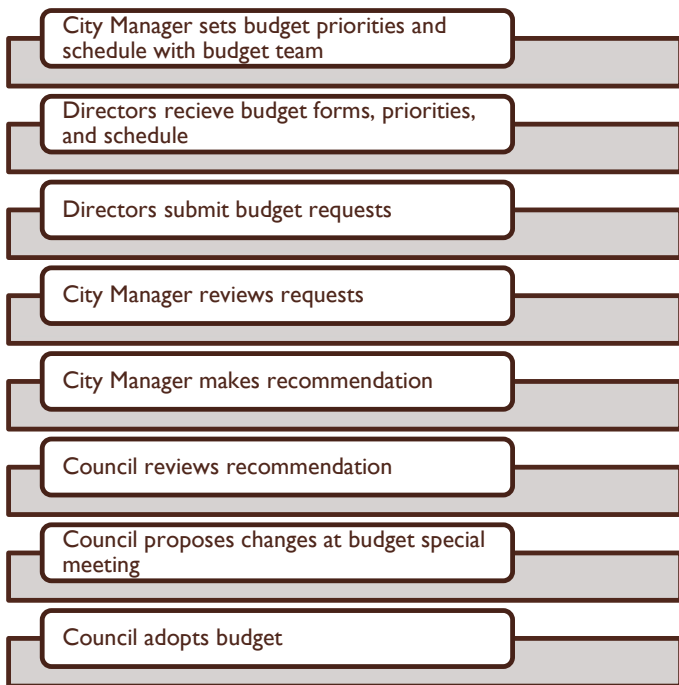 City Manager sets budget priorities and
schedule with budget team
Directors recieve budget forms, priorities,
and schedule
Directors submit budget requests
City Manager reviews requests
City Manager makes recommendation
Council reviews recommendation
Council proposes changes at budget special
meeting
Council adopts budget